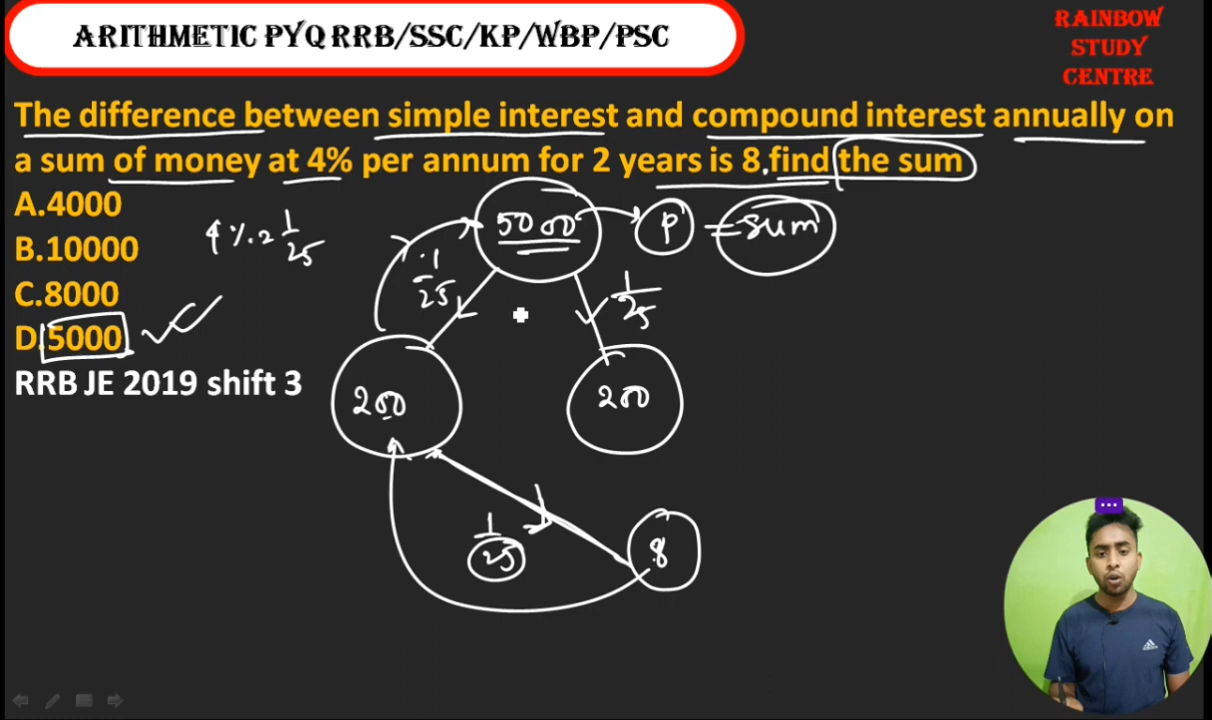 ARITHMETIC PYQ RRB/SSC/KP/WBP/PSC
RAINBOW
STUDY
CENTRE
The difference between simple interest and compound interest annually on
a sum of money at 4% per annum for 2 years is 8,find the sum
A.4000
B.10000
C.8000
D.5000
RRB JE 2019 shift 3
4%=1/25
5000
P = sum
1/25
1/25
200
200
1/25
8